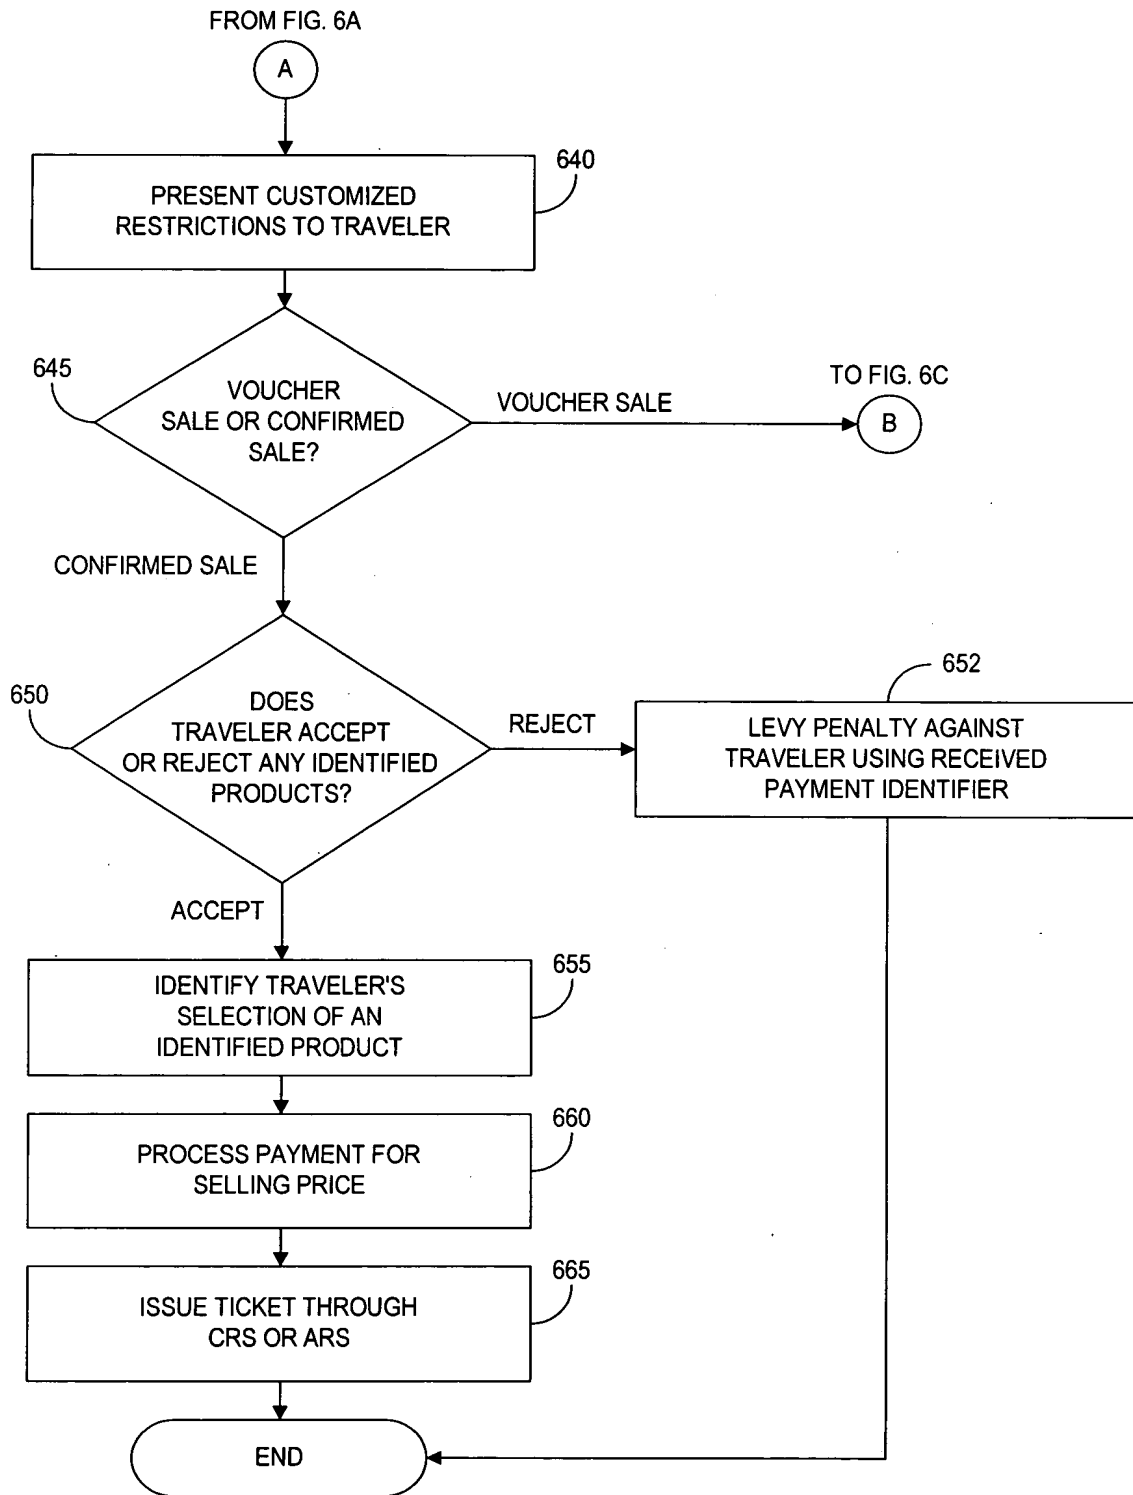 FROM FIG. 6A
A
640
PRESENT CUSTOMIZED
RESTRICTIONS TO TRAVELER
645
VOUCHER
SALE OR CONFIRMED
SALE?
VOUCHER SALE
TO FIG. 6C
B
CONFIRMED SALE
650
DOES
TRAVELER ACCEPT
OR REJECT ANY IDENTIFIED
PRODUCTS?
REJECT
652
LEVY PENALTY AGAINST
TRAVELER USING RECEIVED
PAYMENT IDENTIFIER
ACCEPT
655
IDENTIFY TRAVELER'S
SELECTION OF AN
IDENTIFIED PRODUCT
660
PROCESS PAYMENT FOR
SELLING PRICE
665
ISSUE TICKET THROUGH
CRS OR ARS
END